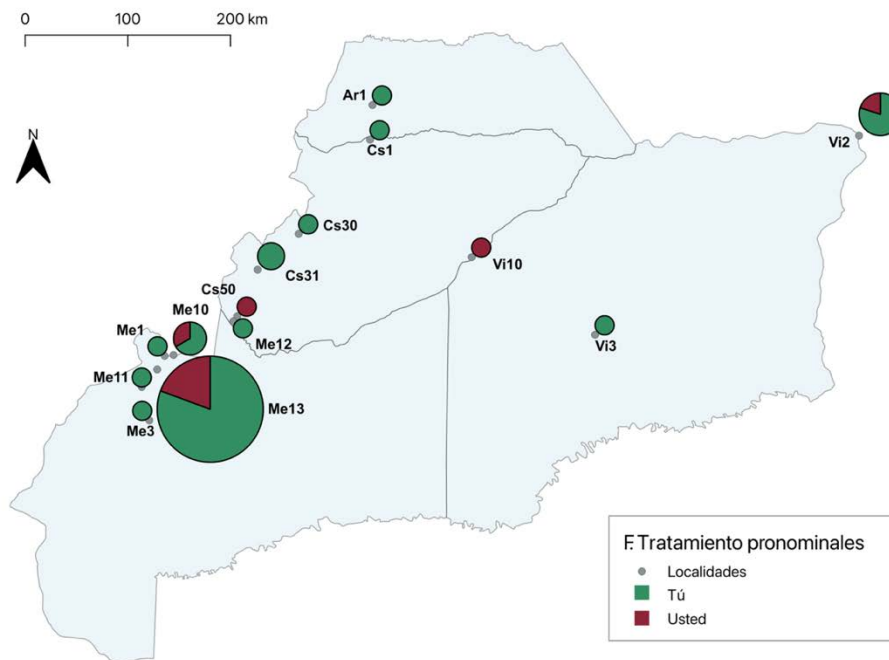 0 100 200 km
N
Ar1
Cs1
Vi2
Cs30
Vi10
Cs31
Cs50
Me10
Me1
Me12
Vi3
Me11
Me13
Me3
F. Tratamiento pronominales
Localidades
Tú
Usted